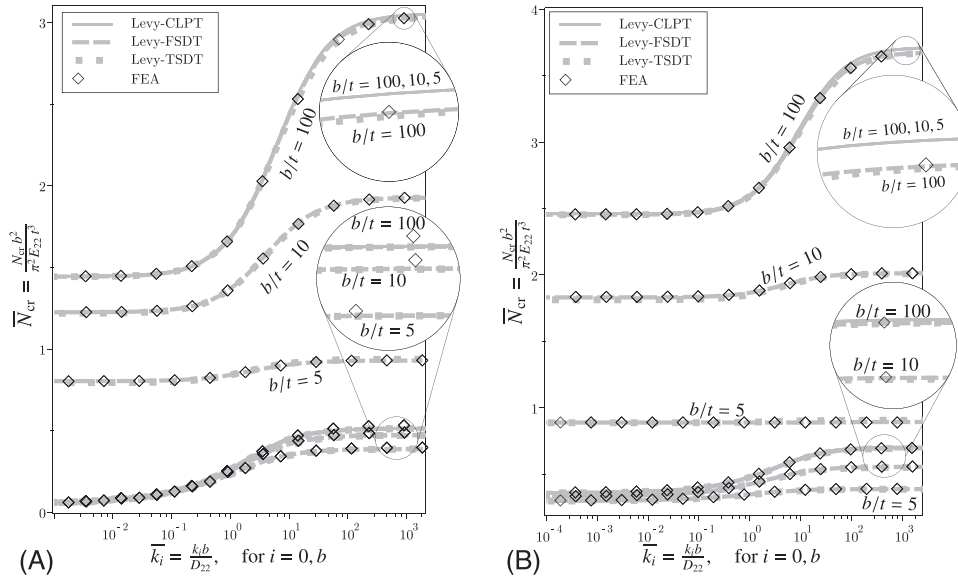 Levy-CLPT
Levy-FSDT
Levy-TSDT
FEA
3
2
1
0
N̅cr = Ncr b² / π² E22 t³
b/t = 100
b/t = 10
b/t = 5
b/t = 100, 10, 5
b/t = 100
b/t = 100
b/t = 10
b/t = 5
10⁻² 10⁻¹ 10⁰ 10¹ 10² 10³
(A) k̅i = ki b / D22, for i = 0, b
Levy-CLPT
Levy-FSDT
Levy-TSDT
FEA
4
3
2
1
N̅cr = Ncr b² / π² E22 t³
b/t = 100
b/t = 10
b/t = 5
b/t = 100, 10, 5
b/t = 100
b/t = 100
b/t = 10
b/t = 5
10⁻⁴ 10⁻³ 10⁻² 10⁻¹ 10⁰ 10¹ 10² 10³
(B) k̅i = ki b / D22, for i = 0, b